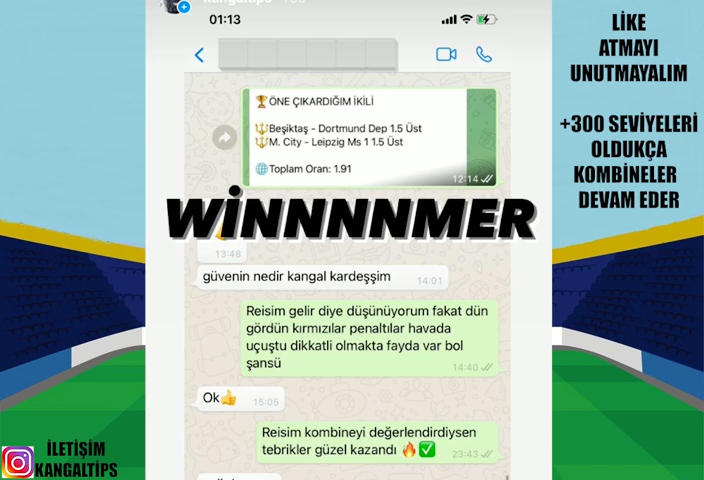 01:13
🏆ÖNE ÇIKARDIĞIM İKİLİ
🔱Beşiktaş - Dortmund Dep 1.5 Üst
🔱M. City - Leipzig Ms 1 1.5 Üst
🌐Toplam Oran: 1.91
12:14
WİNNNNMER
13:48
güvenin nedir kangal kardeşşim
14:01
Reisim gelir diye düşünüyorum fakat dün
gördün kırmızılar penaltılar havada
uçuştu dikkatli olmakta fayda var bol
şansü
14:40
Ok👍
15:05
Reisim kombineyi değerlendirdiysen
tebrikler güzel kazandı 🔥✅
23:43
LİKE
ATMAYI
UNUTMAYALIM
+300 SEVİYELERİ
OLDUKÇA
KOMBİNELER
DEVAM EDER
İLETİŞİM
KANGALTİPS